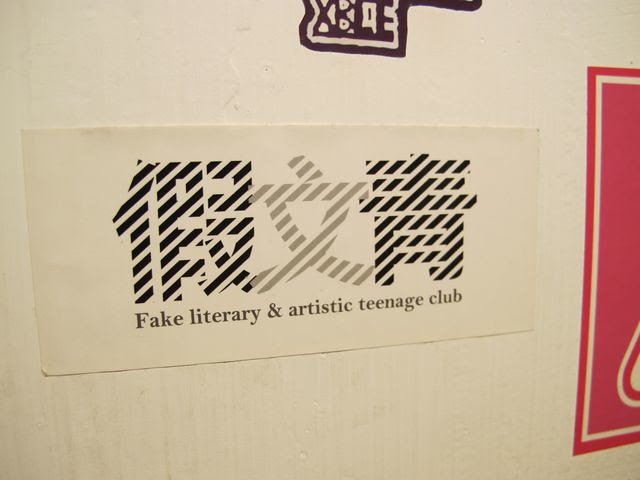 假文青
Fake literary & artistic teenage club